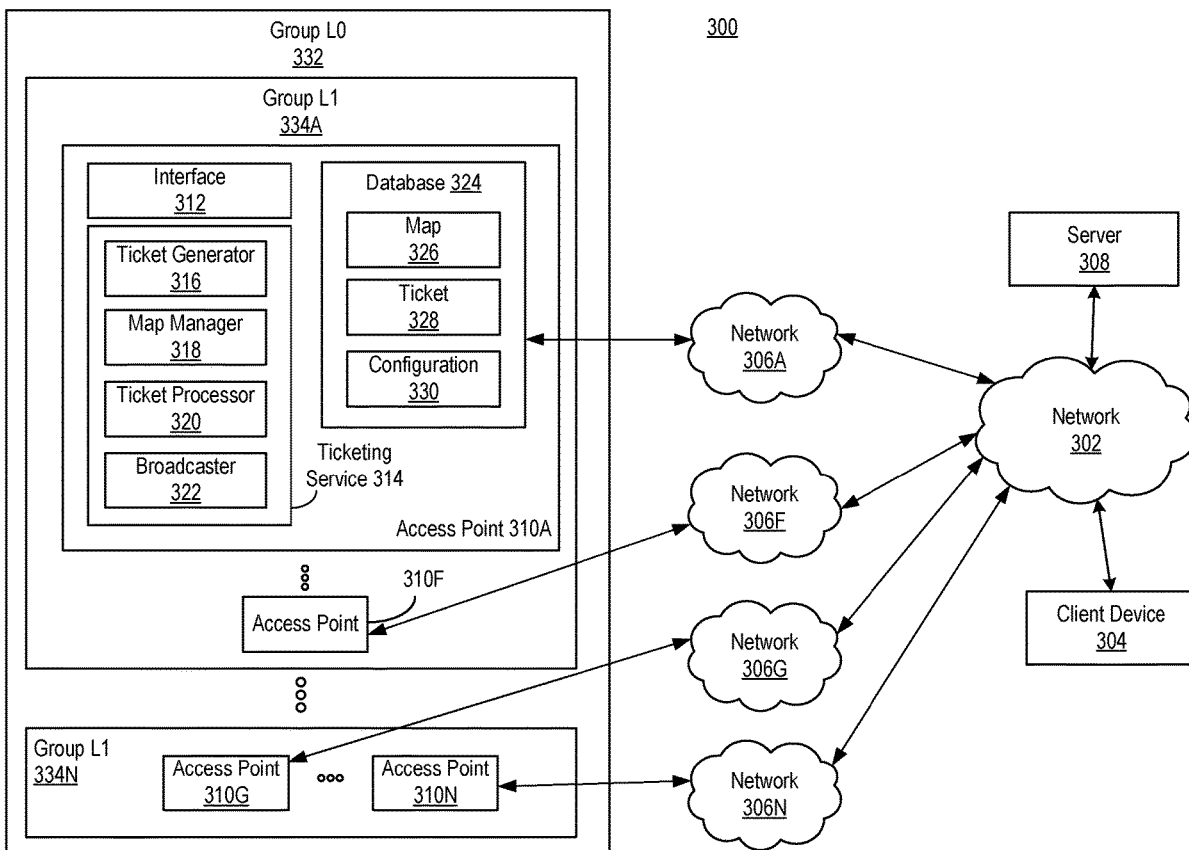 300
Group L0
332
Group L1
334A
Interface
312
Ticket Generator
316
Map Manager
318
Ticket Processor
320
Broadcaster
322
Ticketing
Service 314
Database 324
Map
326
Ticket
328
Configuration
330
Access Point 310A
310F
Access Point
Group L1
334N
Access Point
310G
Access Point
310N
Network
306A
Network
306F
Network
306G
Network
306N
Server
308
Network
302
Client Device
304